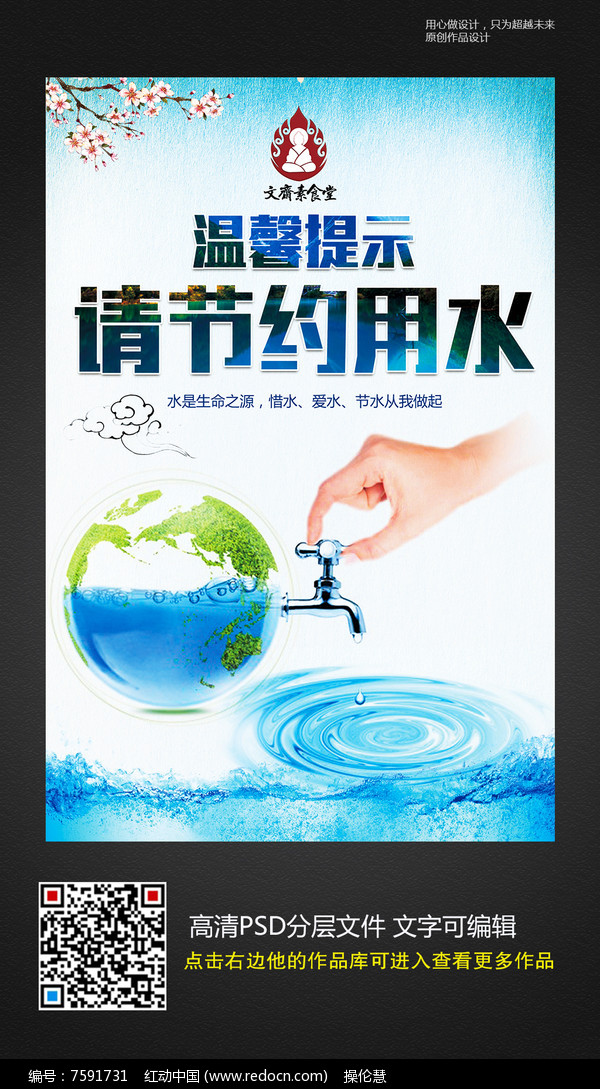 用心做设计，只为超越未来
原创作品设计
文齋素食堂
温馨提示
请节约用水
水是生命之源，惜水、爱水、节水从我做起
高清PSD分层文件 文字可编辑
点击右边他的作品库可进入查看更多作品
编号：7591731 红动中国 (www.redocn.com) 操伦慧